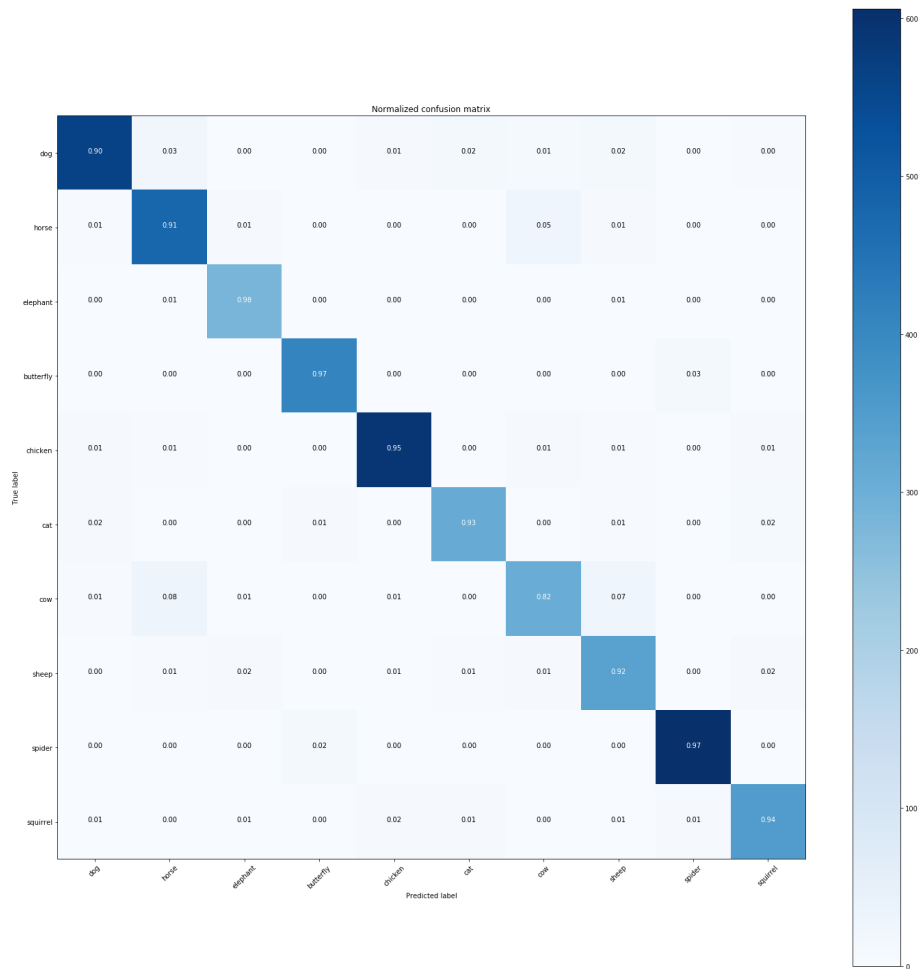 Normalized confusion matrix
dog 0.90 0.03 0.00 0.00 0.01 0.02 0.01 0.02 0.00 0.00
horse 0.01 0.91 0.01 0.00 0.00 0.00 0.05 0.01 0.00 0.00
elephant 0.00 0.01 0.98 0.00 0.00 0.00 0.00 0.01 0.00 0.00
butterfly 0.00 0.00 0.00 0.97 0.00 0.00 0.00 0.00 0.03 0.00
chicken 0.01 0.01 0.00 0.00 0.95 0.00 0.01 0.01 0.00 0.01
cat 0.02 0.00 0.00 0.01 0.00 0.93 0.00 0.01 0.00 0.02
cow 0.01 0.08 0.01 0.00 0.01 0.00 0.82 0.07 0.00 0.00
sheep 0.00 0.01 0.02 0.00 0.01 0.01 0.01 0.92 0.00 0.02
spider 0.00 0.00 0.00 0.02 0.00 0.00 0.00 0.00 0.97 0.00
squirrel 0.01 0.00 0.01 0.00 0.02 0.01 0.00 0.01 0.01 0.94
dog horse elephant butterfly chicken cat cow sheep spider squirrel
Predicted label
True label
600
500
400
300
200
100
0